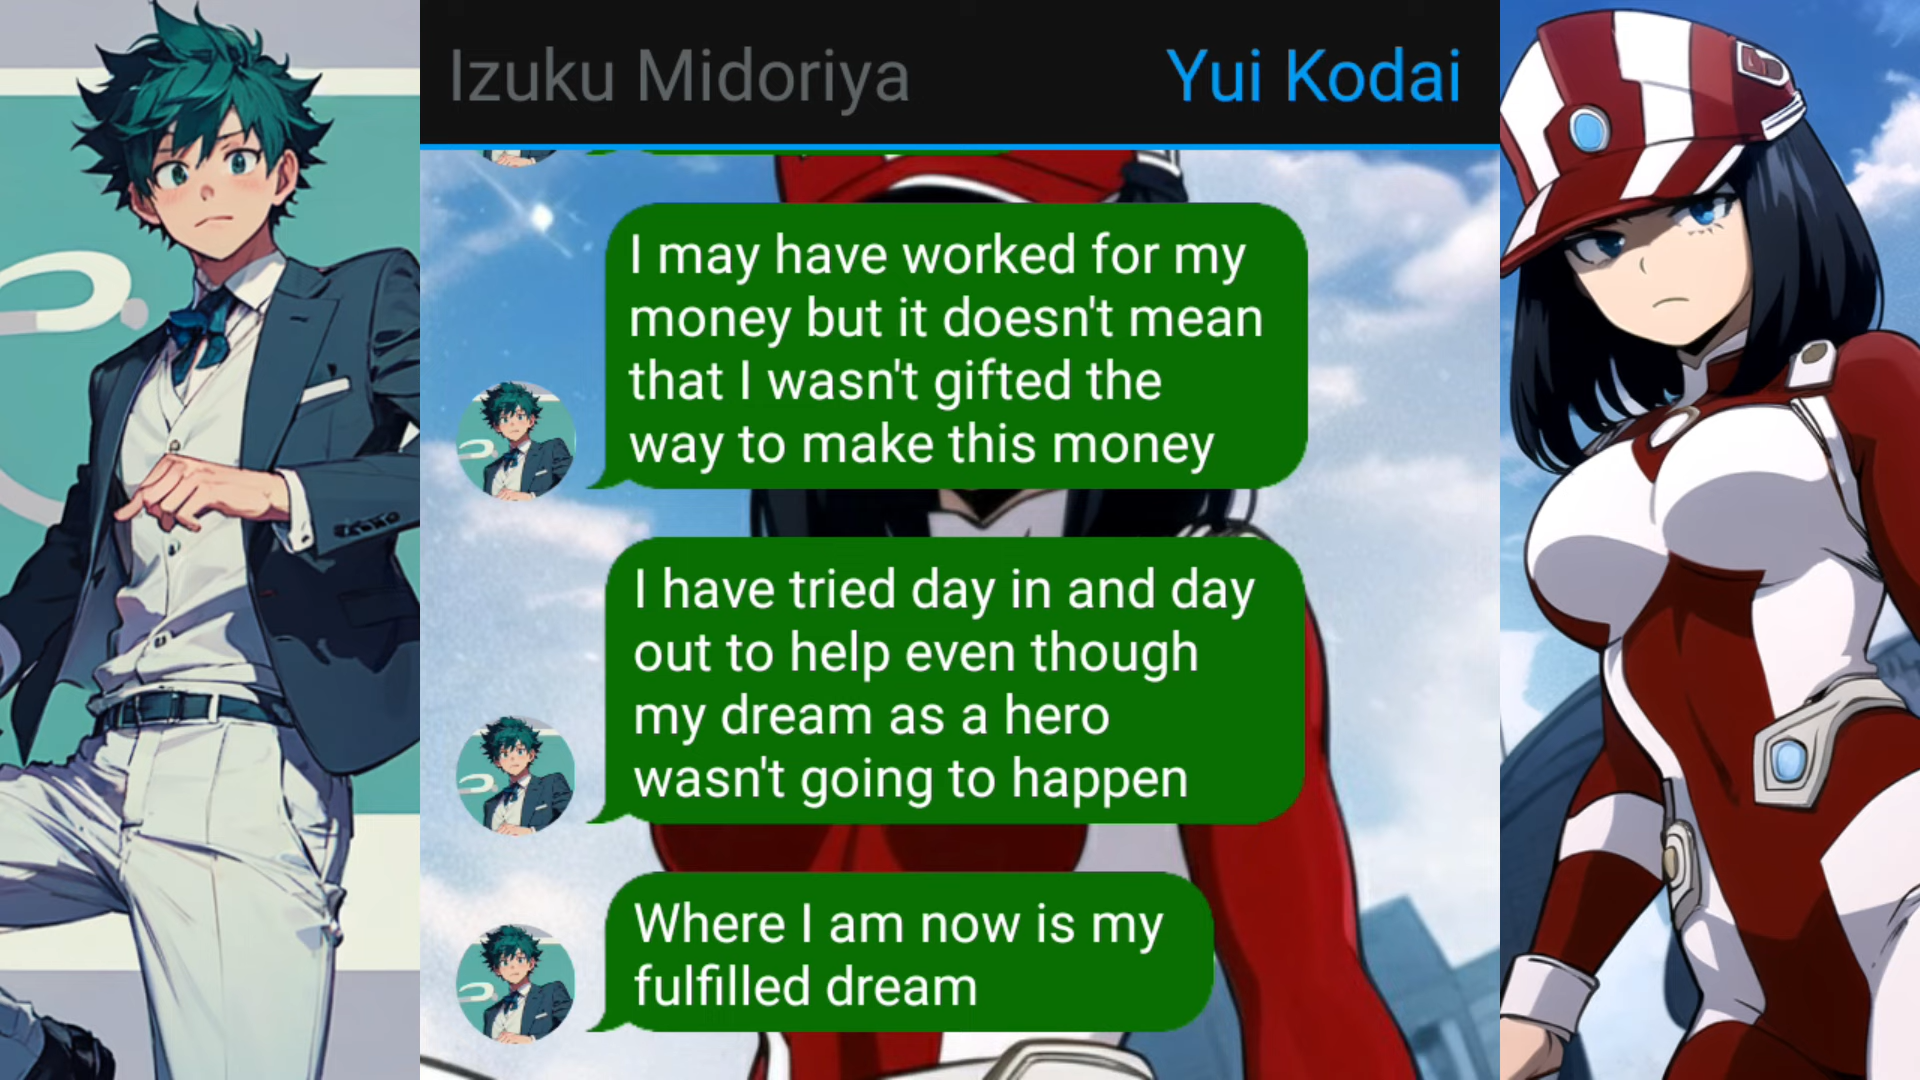 Izuku Midoriya
Yui Kodai
I may have worked for my
money but it doesn't mean
that I wasn't gifted the
way to make this money
I have tried day in and day
out to help even though
my dream as a hero
wasn't going to happen
Where I am now is my
fulfilled dream